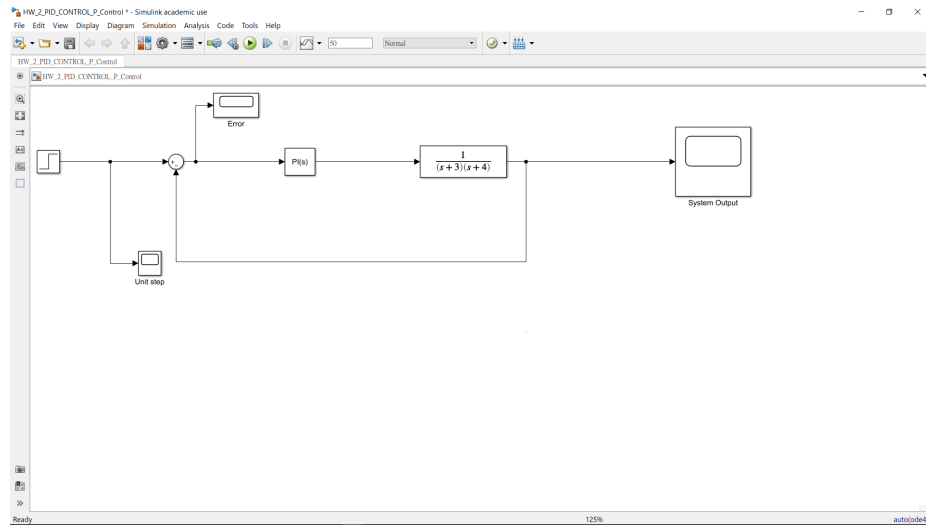 HW_2_PID_CONTROL_P_Control * - Simulink academic use
File Edit View Display Diagram Simulation Analysis Code Tools Help
50 Normal
HW_2_PID_CONTROL_P_Control
HW_2_PID_CONTROL_P_Control
Error
PI(s)
1
(s + 3)(s + 4)
System Output
Unit step
Ready 125% auto(ode4